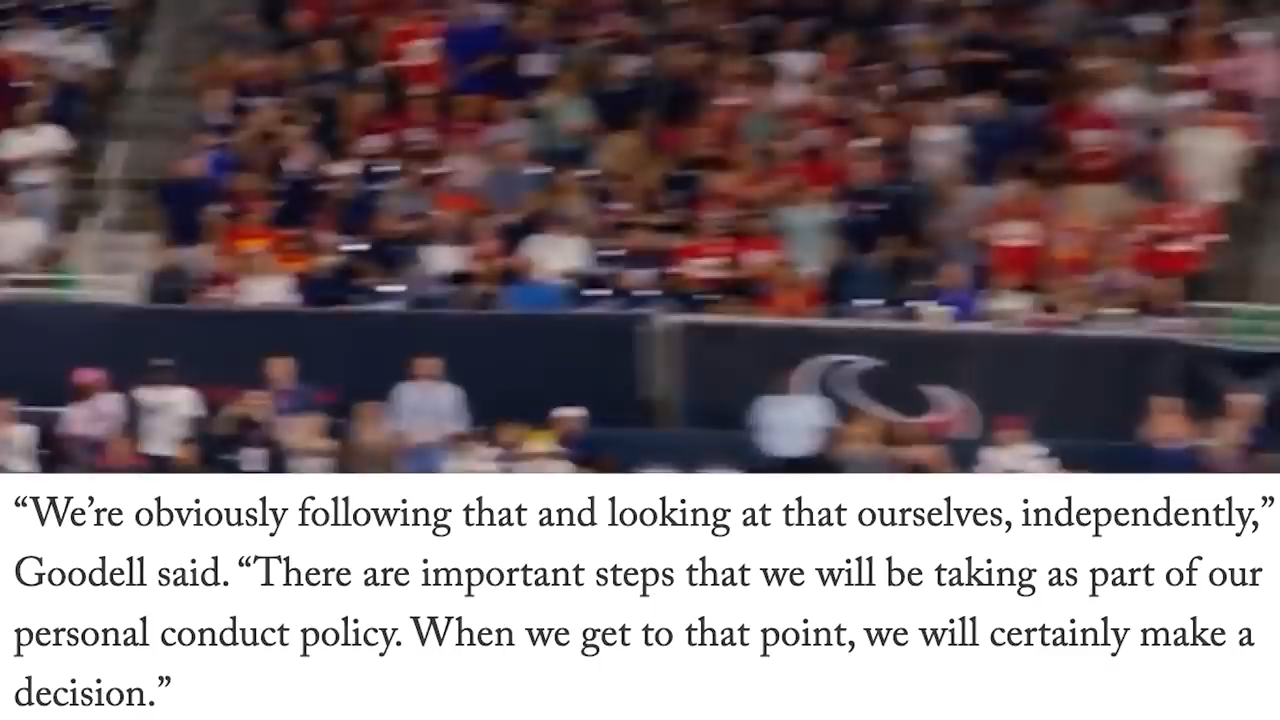 “We’re obviously following that and looking at that ourselves, independently,”
Goodell said. “There are important steps that we will be taking as part of our
personal conduct policy. When we get to that point, we will certainly make a
decision.”